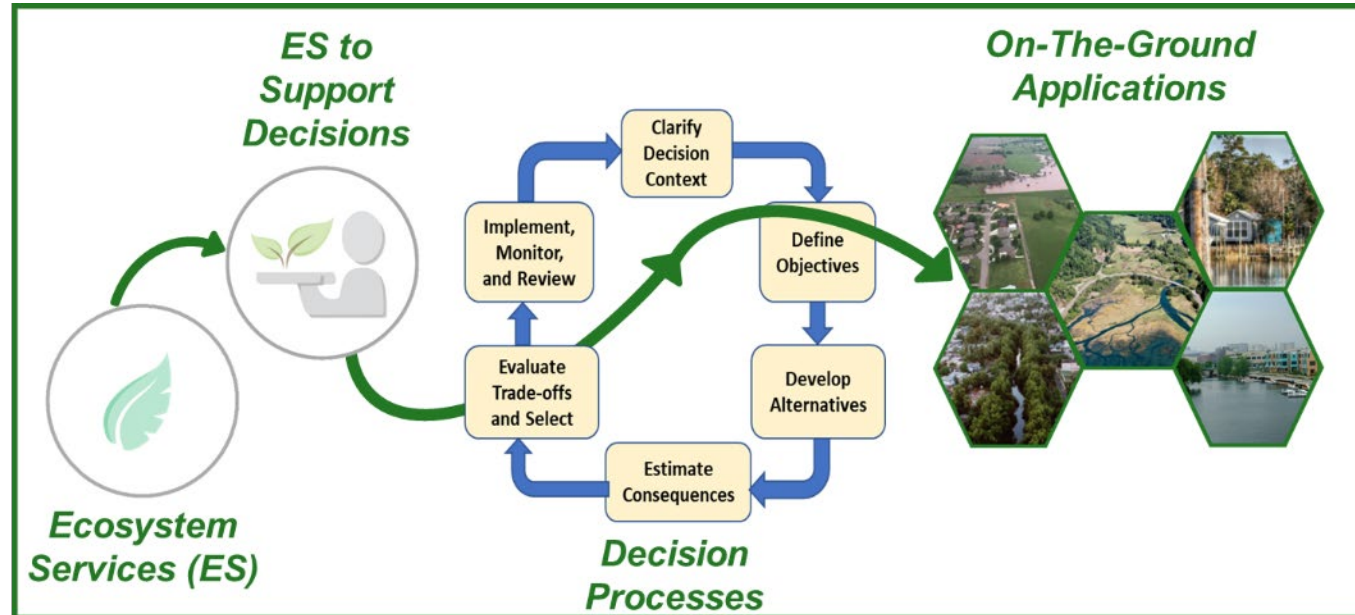 ES to
Support
Decisions
On-The-Ground
Applications
Clarify
Decision
Context
Implement,
Monitor,
and Review
Define
Objectives
Evaluate
Trade-offs
and Select
Develop
Alternatives
Estimate
Consequences
Ecosystem
Services (ES)
Decision
Processes